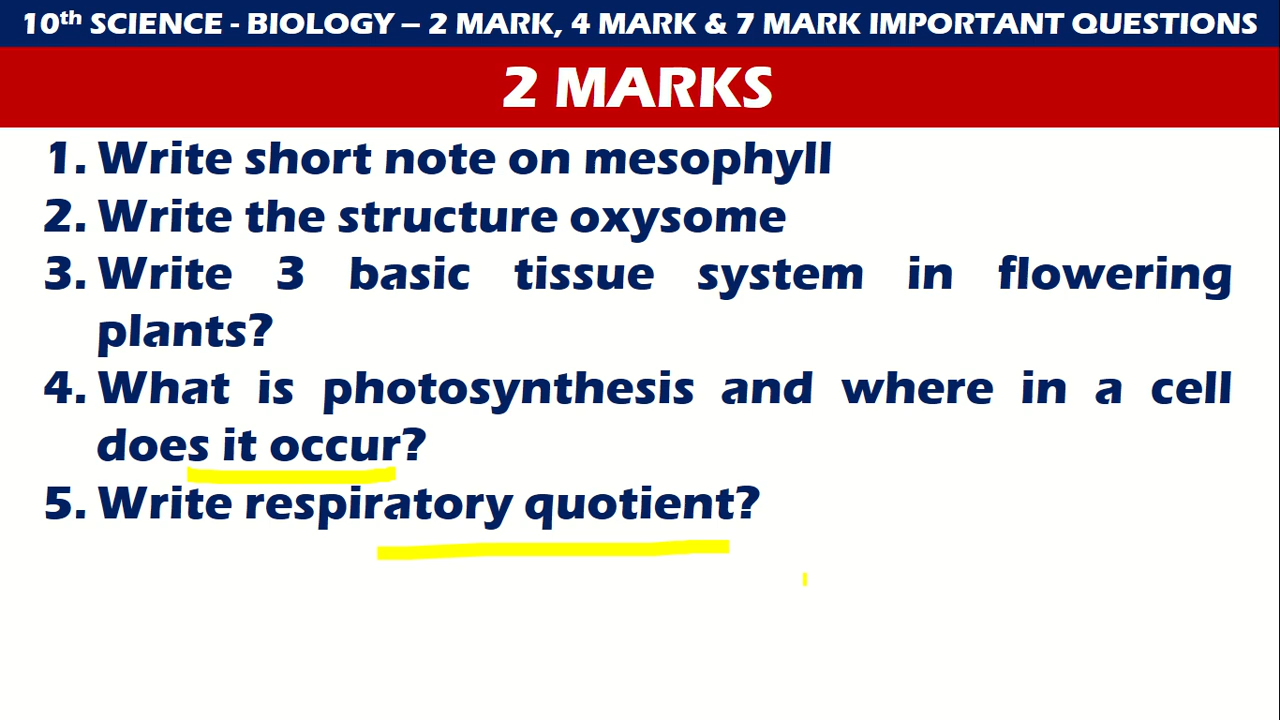 10th SCIENCE - BIOLOGY – 2 MARK, 4 MARK & 7 MARK IMPORTANT QUESTIONS
2 MARKS
1. Write short note on mesophyll
2. Write the structure oxysome
3. Write 3 basic tissue system in flowering
plants?
4. What is photosynthesis and where in a cell
does it occur?
5. Write respiratory quotient?